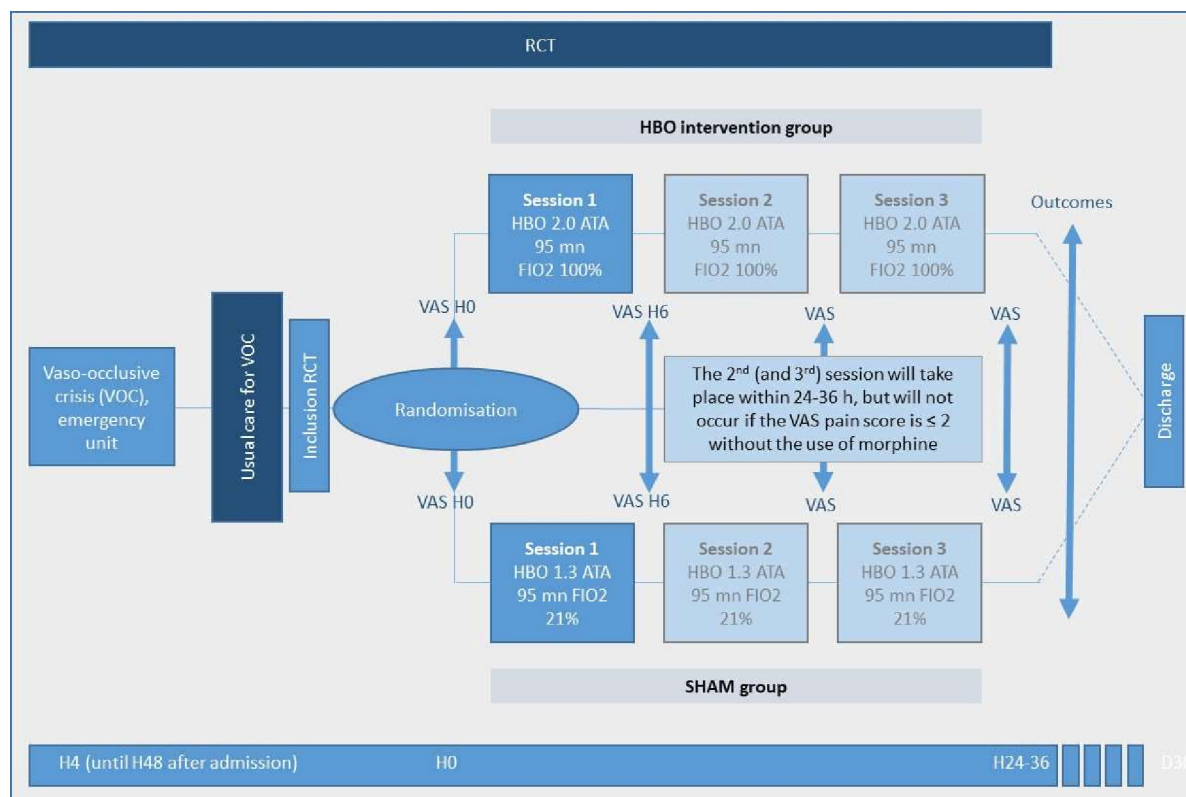 RCT
HBO intervention group
Session 1
HBO 2.0 ATA
95 mn
FIO2 100%
Session 2
HBO 2.0 ATA
95 mn
FIO2 100%
Session 3
HBO 2.0 ATA
95 mn
FIO2 100%
Outcomes
VAS H0
VAS H6
VAS
VAS
Vaso-occlusive
crisis (VOC),
emergency
unit
Usual care for VOC
Inclusion RCT
Randomisation
The 2nd (and 3rd) session will take
place within 24-36 h, but will not
occur if the VAS pain score is ≤ 2
without the use of morphine
Discharge
VAS H0
VAS H6
VAS
VAS
Session 1
HBO 1.3 ATA
95 mn FIO2
21%
Session 2
HBO 1.3 ATA
95 mn FIO2
21%
Session 3
HBO 1.3 ATA
95 mn FIO2
21%
SHAM group
H4 (until H48 after admission)
H0
H24-36